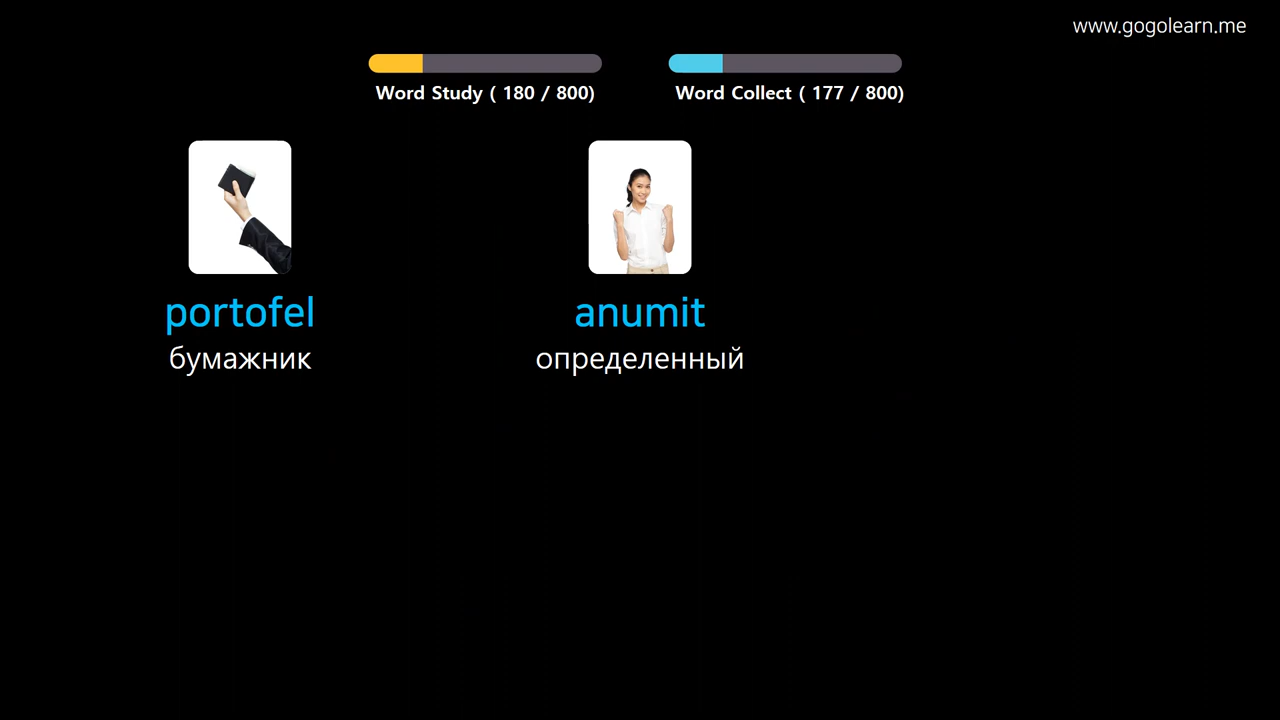 www.gogolearn.me
Word Study ( 180 / 800)
Word Collect ( 177 / 800)
portofel
бумажник
anumit
определенный